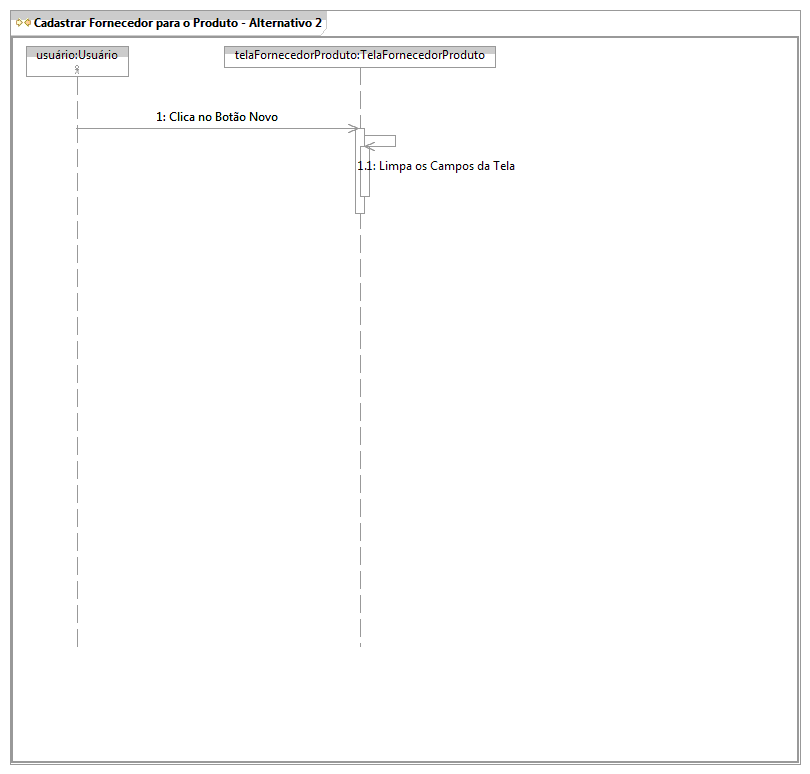 Cadastrar Fornecedor para o Produto - Alternativo 2
usuário:Usuário
telaFornecedorProduto:TelaFornecedorProduto
1: Clica no Botão Novo
1.1: Limpa os Campos da Tela